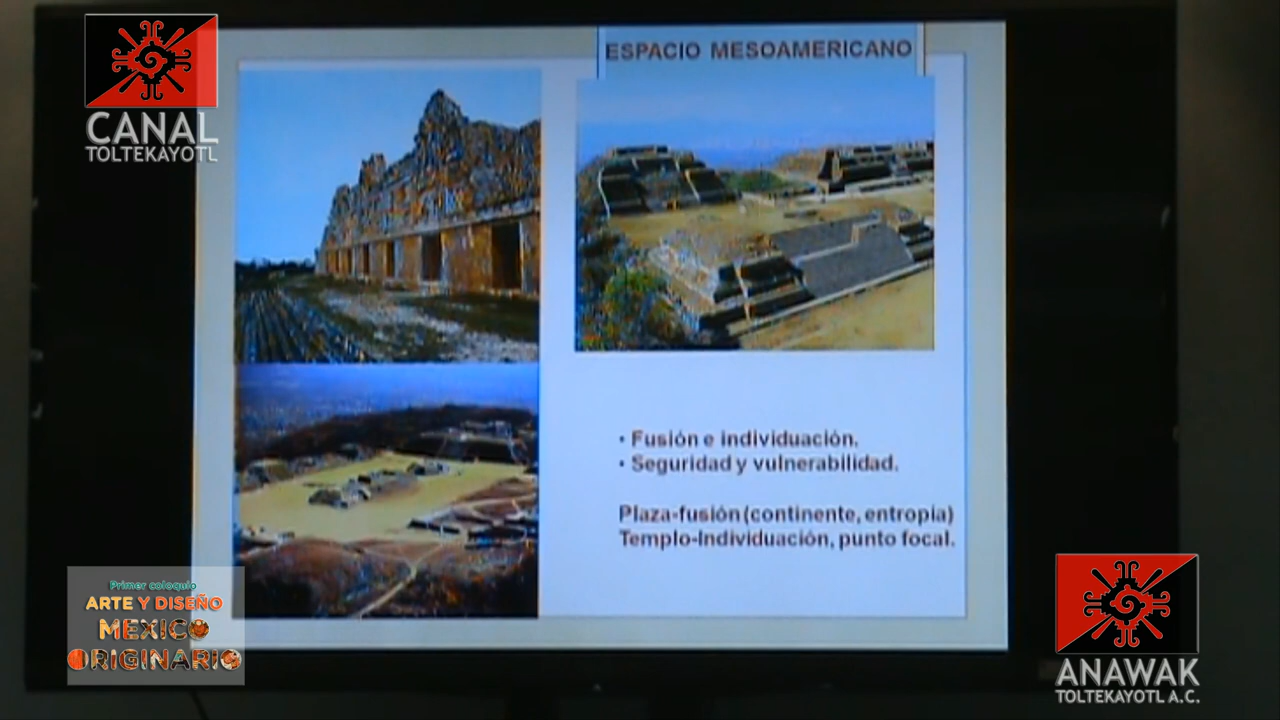 CANAL
TOLTEKAYOTL
ESPACIO MESOAMERICANO
• Fusión e individuación.
• Seguridad y vulnerabilidad.
Plaza-fusión (continente, entropía)
Templo-Individuación, punto focal.
Primer coloquio
ARTE Y DISEÑO
MEXICO
ORIGINARIO
ANAWAK
TOLTEKAYOTL A.C.